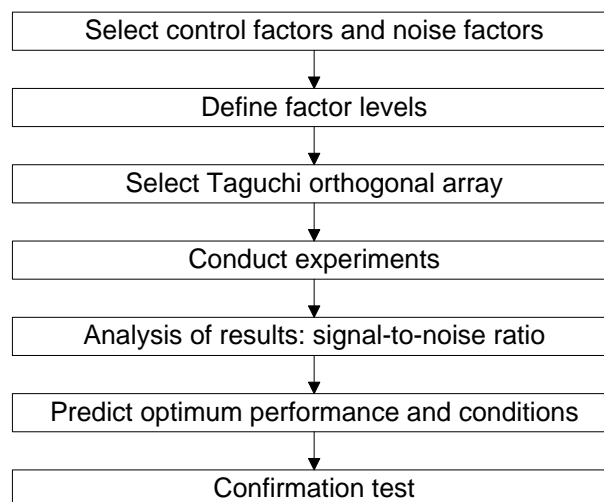 Select control factors and noise factors
Define factor levels
Select Taguchi orthogonal array
Conduct experiments
Analysis of results: signal-to-noise ratio
Predict optimum performance and conditions
Confirmation test